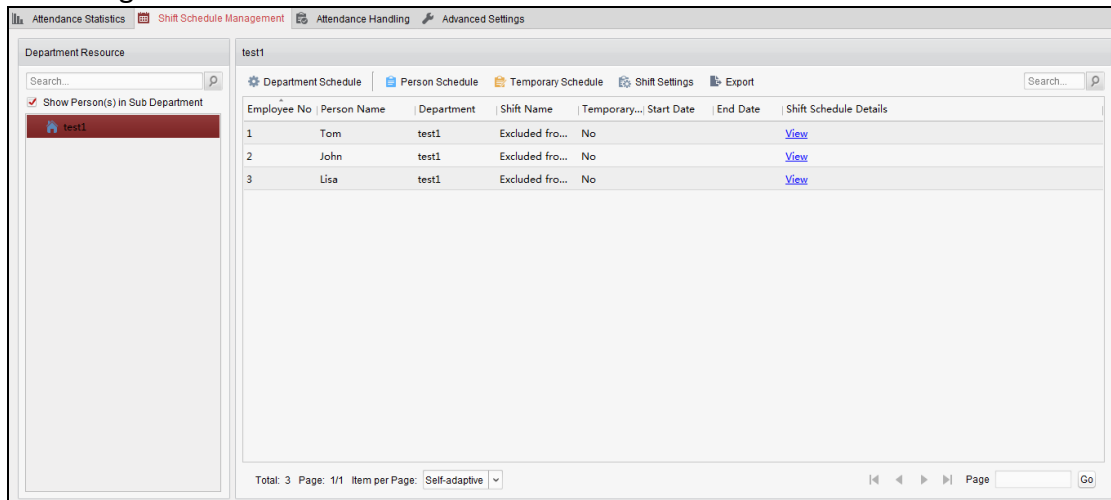 Attendance Statistics Shift Schedule Management Attendance Handling Advanced Settings
Department Resource
test1
Search...
Show Person(s) in Sub Department
test1
Department Schedule Person Schedule Temporary Schedule Shift Settings Export Search...
Employee No Person Name Department Shift Name Temporary... Start Date End Date Shift Schedule Details
1 Tom test1 Excluded fro... No View
2 John test1 Excluded fro... No View
3 Lisa test1 Excluded fro... No View
Total: 3 Page: 1/1 Item per Page: Self-adaptive Page Go